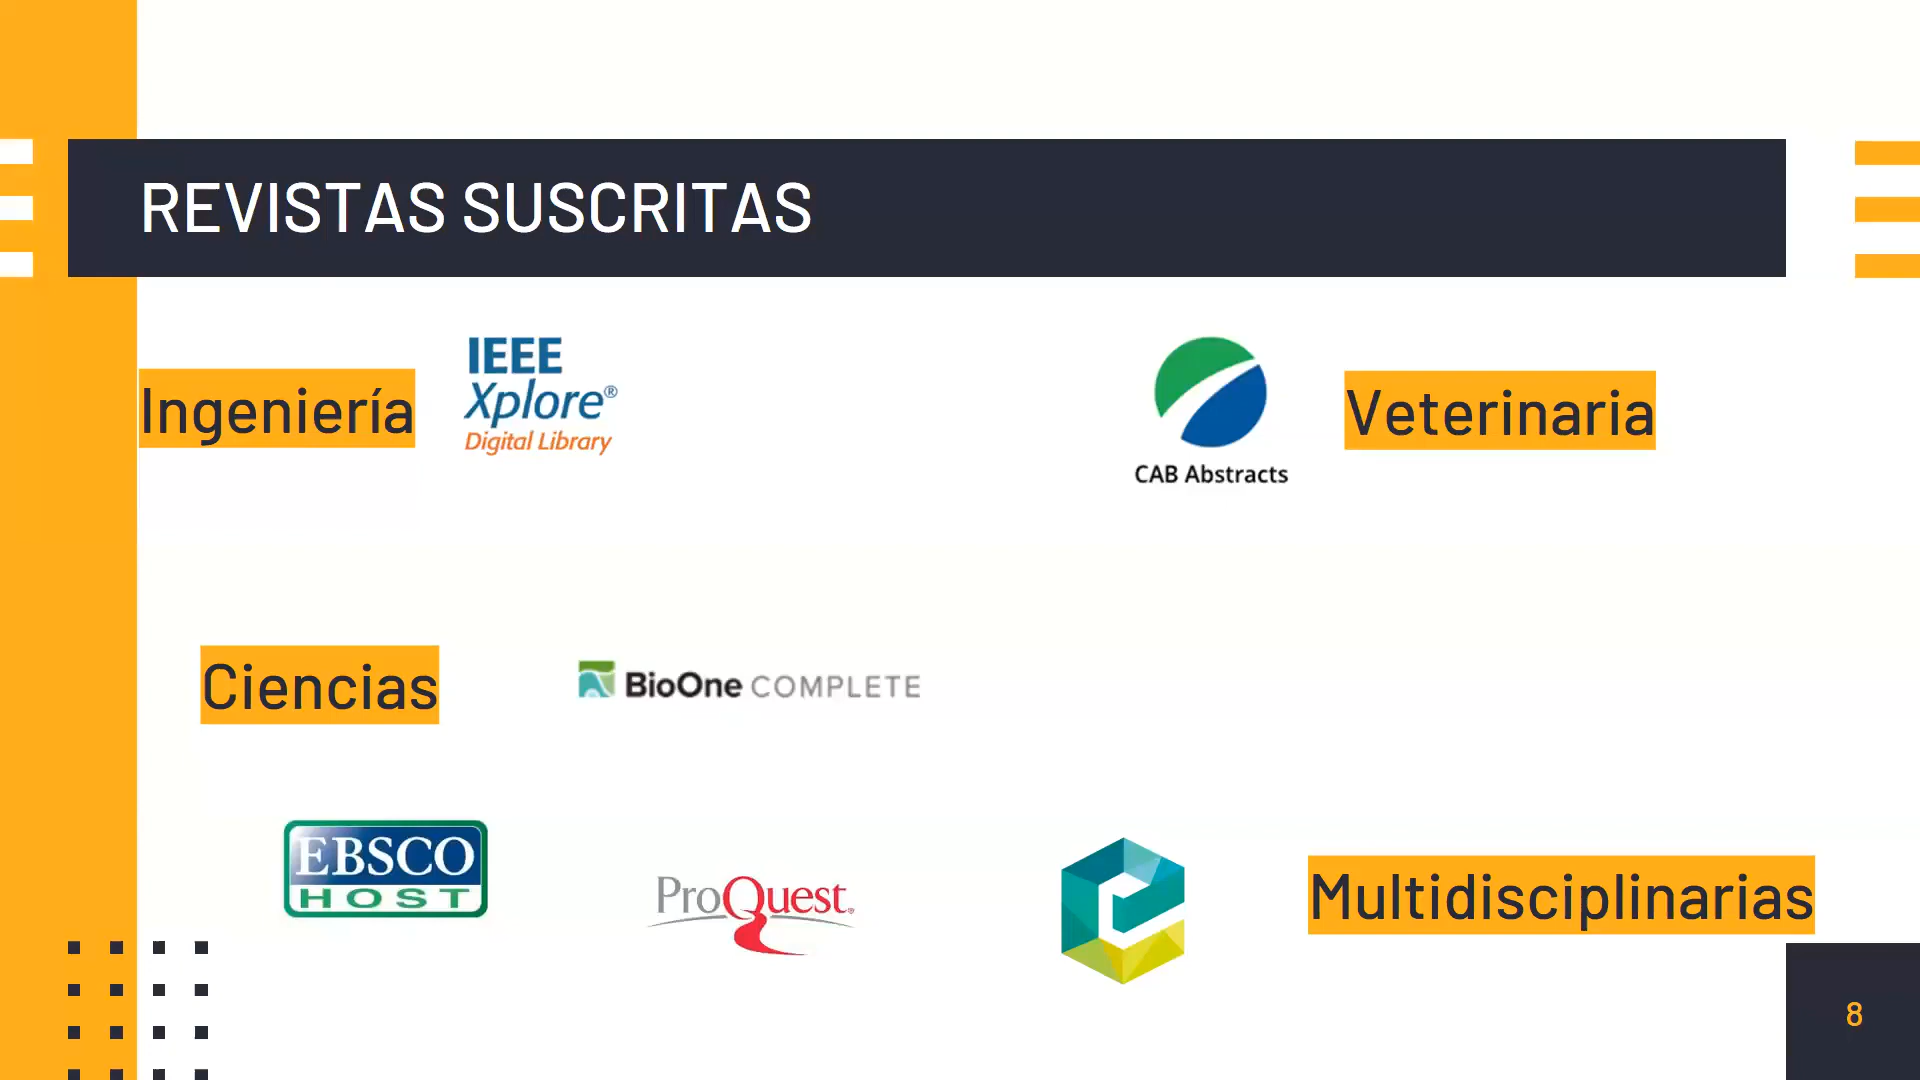 REVISTAS SUSCRITAS
Ingeniería
IEEE
Xplore®
Digital Library
CAB Abstracts
Veterinaria
Ciencias
BioOne COMPLETE
EBSCO
HOST
ProQuest®
Multidisciplinarias
8